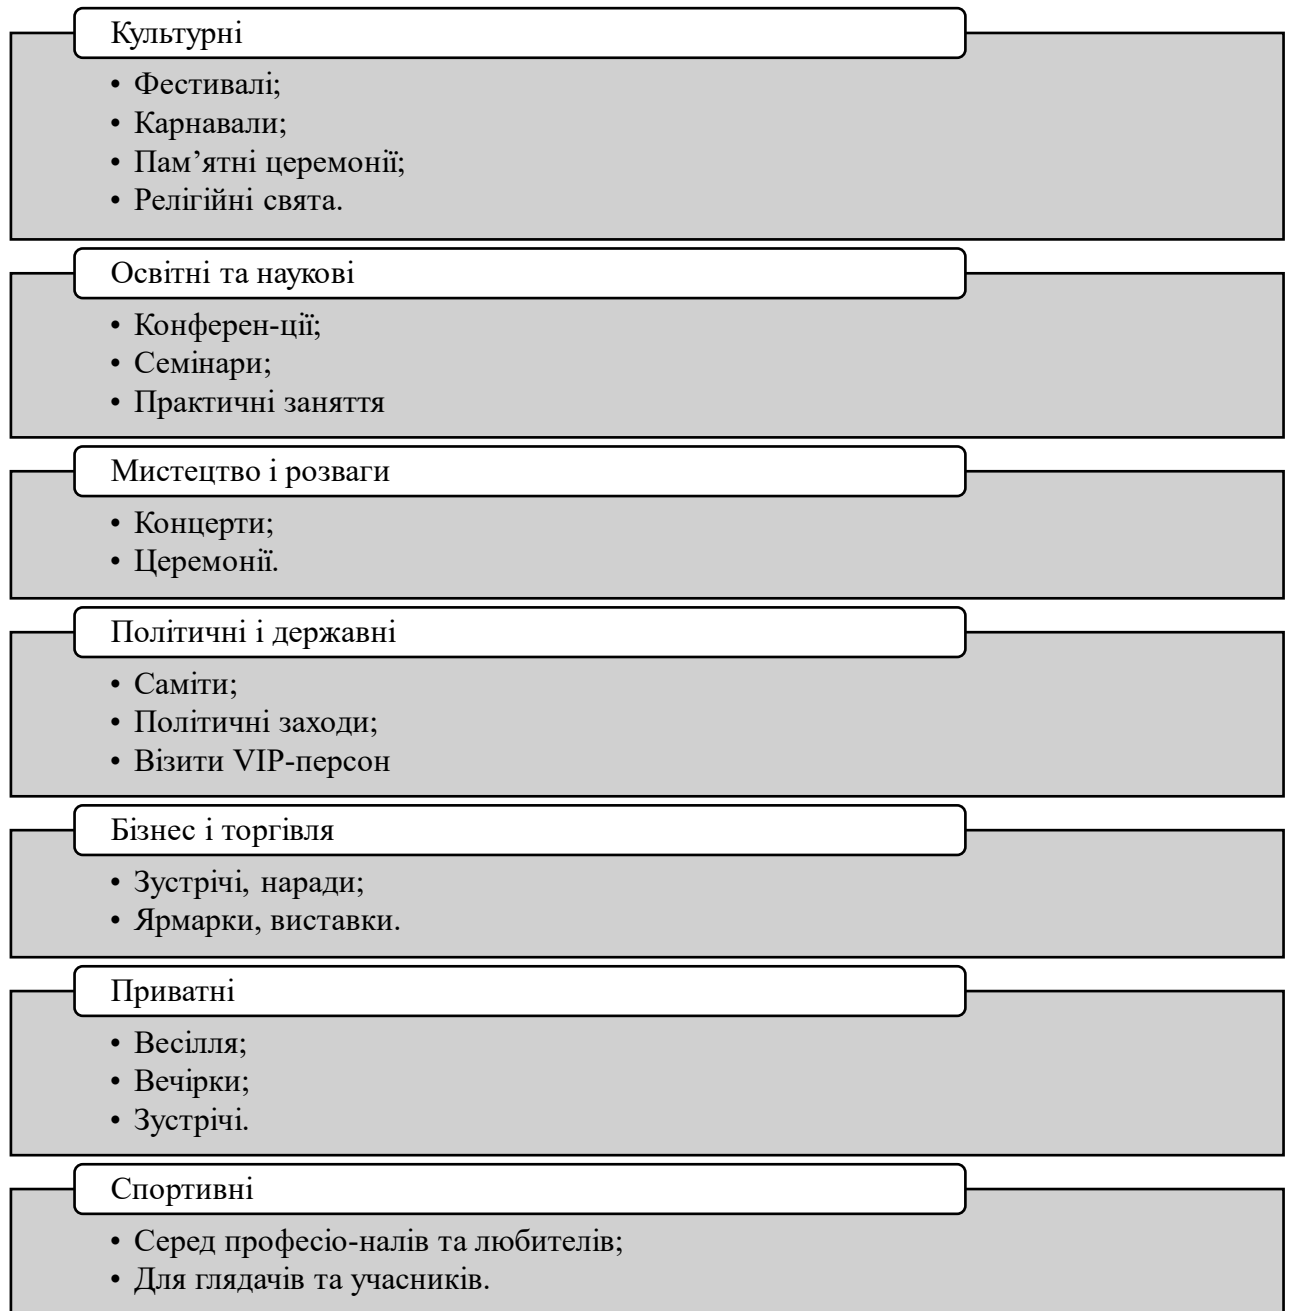 Культурні
• Фестивалі;
• Карнавали;
• Пам’ятні церемонії;
• Релігійні свята.
Освітні та наукові
• Конферен-ції;
• Семінари;
• Практичні заняття
Мистецтво і розваги
• Концерти;
• Церемонії.
Політичні і державні
• Саміти;
• Політичні заходи;
• Візити VIP-персон
Бізнес і торгівля
• Зустрічі, наради;
• Ярмарки, виставки.
Приватні
• Весілля;
• Вечірки;
• Зустрічі.
Спортивні
• Серед професіо-налів та любителів;
• Для глядачів та учасників.